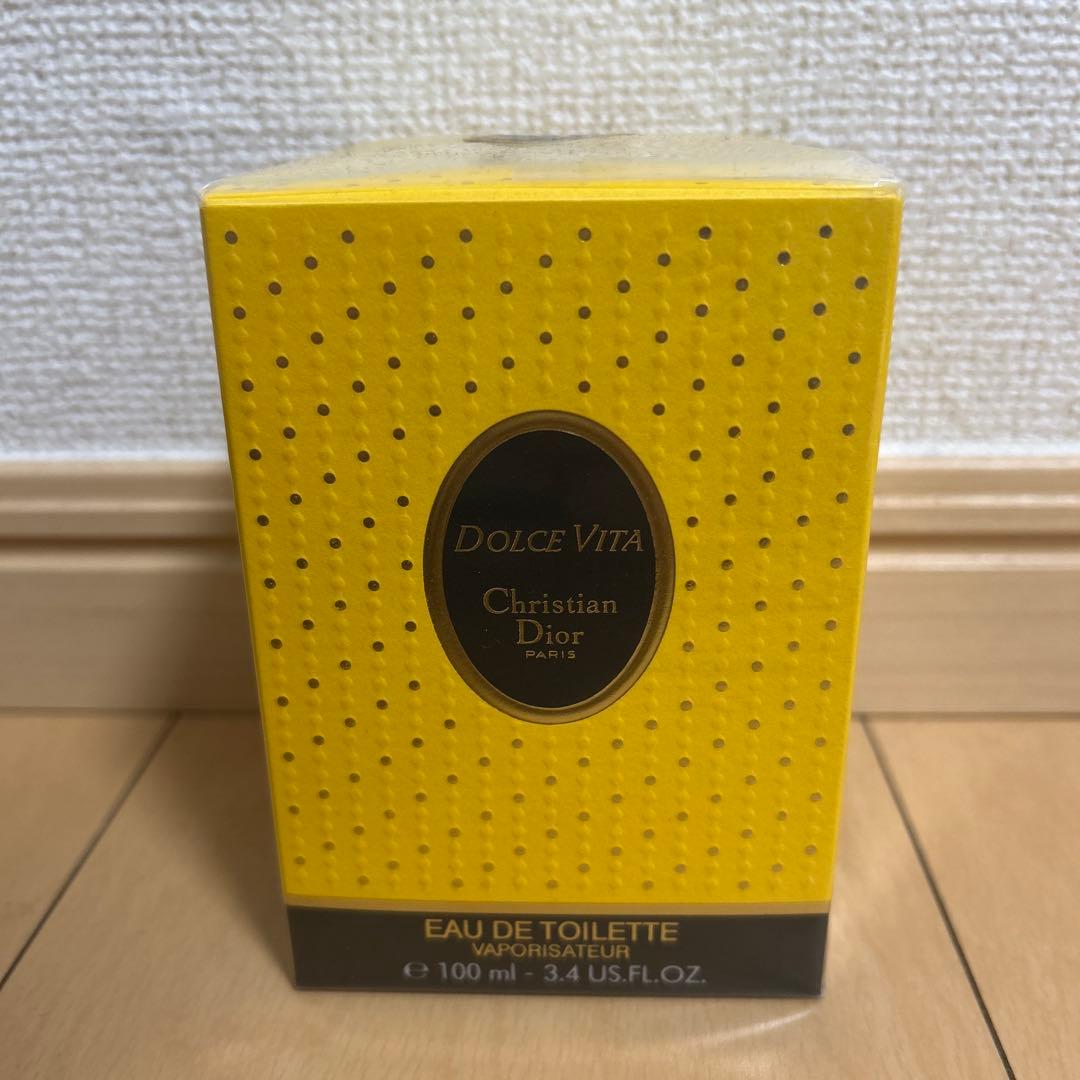 DOLCE VITA
Christian
Dior
PARIS
EAU DE TOILETTE
VAPORISATEUR
℮ 100 ml - 3.4 US.FL.OZ.